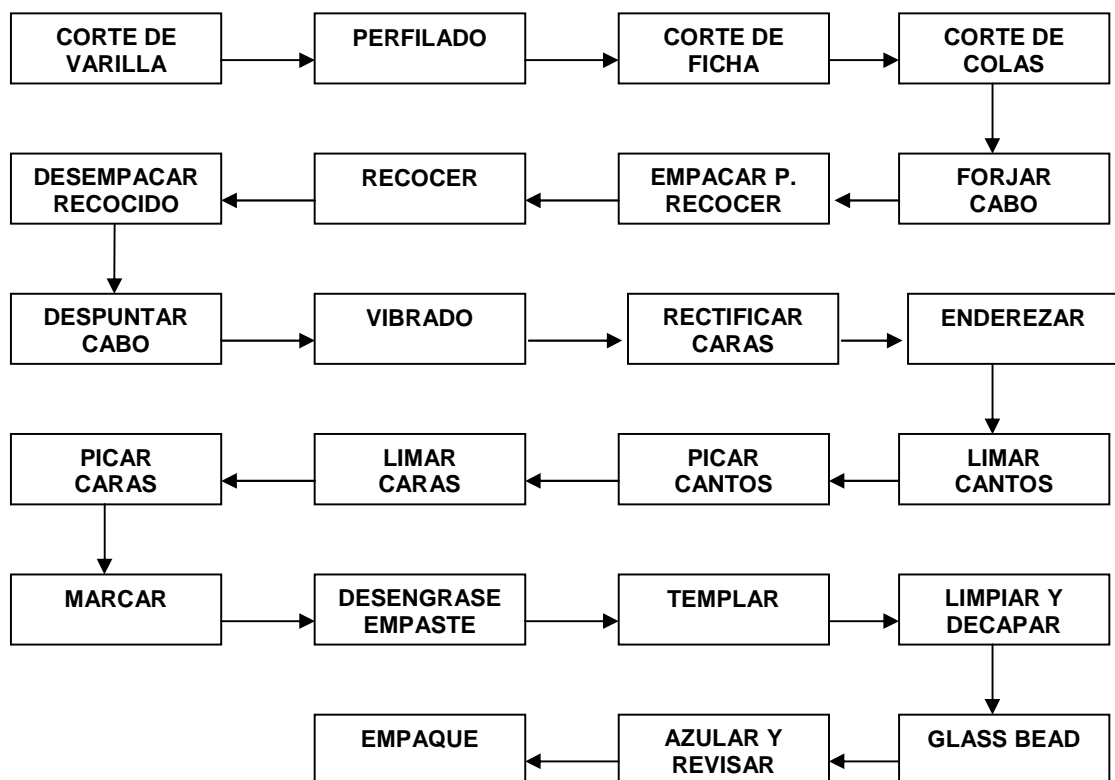 CORTE DE
VARILLA
PERFILADO
CORTE DE
FICHA
CORTE DE
COLAS
FORJAR
CABO
EMPACAR P.
RECOCER
RECOCER
DESEMPACAR
RECOCIDO
DESPUNTAR
CABO
VIBRADO
RECTIFICAR
CARAS
ENDEREZAR
LIMAR
CANTOS
PICAR
CANTOS
LIMAR
CARAS
PICAR
CARAS
MARCAR
DESENGRASE
EMPASTE
TEMPLAR
LIMPIAR Y
DECAPAR
GLASS BEAD
AZULAR Y
REVISAR
EMPAQUE